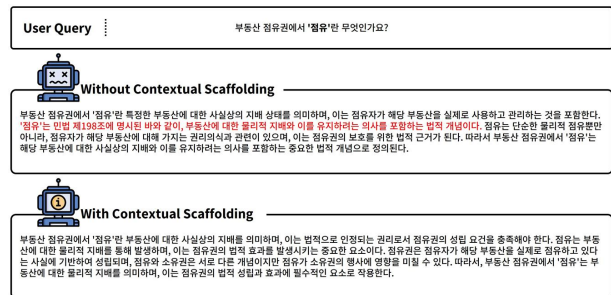 User Query
부동산 점유권에서 '점유'란 무엇인가요?
Without Contextual Scaffolding
부동산 점유권에서 '점유'란 특정한 부동산에 대한 사실상의 지배 상태를 의미하며, 이는 점유자가 해당 부동산을 실제로 사용하고 관리하는 것을 포함한다.
'점유'는 민법 제198조에 명시된 바와 같이, 부동산에 대한 물리적 지배와 이를 유지하려는 의사를 포함하는 법적 개념이다. 점유는 단순한 물리적 점유뿐만
아니라, 점유자가 해당 부동산에 대해 가지는 권리의식과 관련이 있으며, 이는 점유권의 보호를 위한 법적 근거가 된다. 따라서 부동산 점유권에서 '점유'는
해당 부동산에 대한 사실상의 지배와 이를 유지하려는 의사를 포함하는 중요한 법적 개념으로 정의된다.
With Contextual Scaffolding
부동산 점유권에서 '점유'란 부동산에 대한 사실상의 지배를 의미하며, 이는 법적으로 인정되는 권리로서 점유권의 성립 요건을 충족해야 한다. 점유는 부동
산에 대한 물리적 지배를 통해 발생하며, 이는 점유권의 법적 효과를 발생시키는 중요한 요소이다. 점유권은 점유자가 해당 부동산을 실제로 점유하고 있다
는 사실에 기반하여 성립되며, 점유와 소유권은 서로 다른 개념이지만 점유가 소유권의 행사에 영향을 미칠 수 있다. 따라서, 부동산 점유권에서 '점유'는 부
동산에 대한 물리적 지배를 의미하며, 이는 점유권의 법적 성립과 효과에 필수적인 요소로 작용한다.